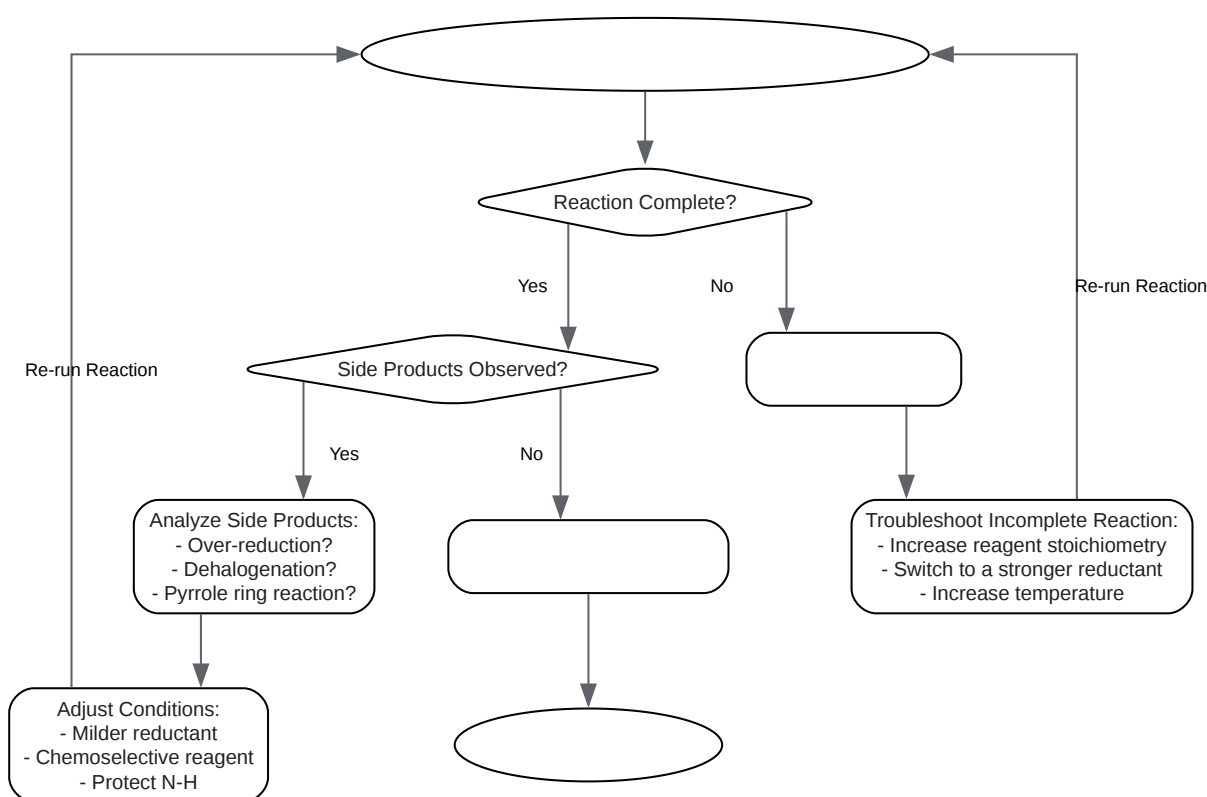 Reaction Complete?
Yes
No
Re-run Reaction
Side Products Observed?
Re-run Reaction
Yes
No
Analyze Side Products:
- Over-reduction?
- Dehalogenation?
- Pyrrole ring reaction?
Troubleshoot Incomplete Reaction:
- Increase reagent stoichiometry
- Switch to a stronger reductant
- Increase temperature
Adjust Conditions:
- Milder reductant
- Chemoselective reagent
- Protect N-H